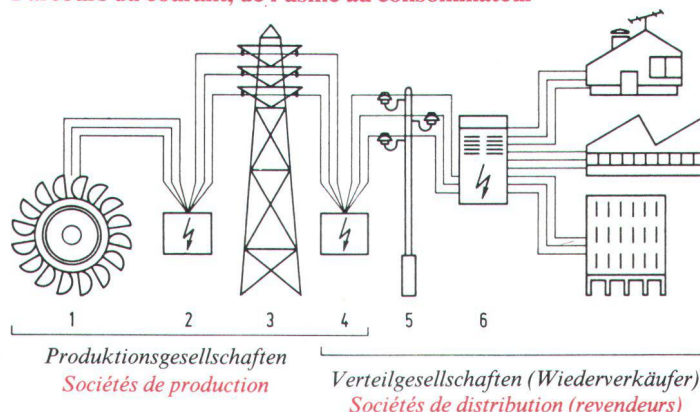 1 2 3 4 5 6
Produktionsgesellschaften
Sociétés de production
Verteilgesellschaften (Wiederverkäufer)
Sociétés de distribution (revendeurs)